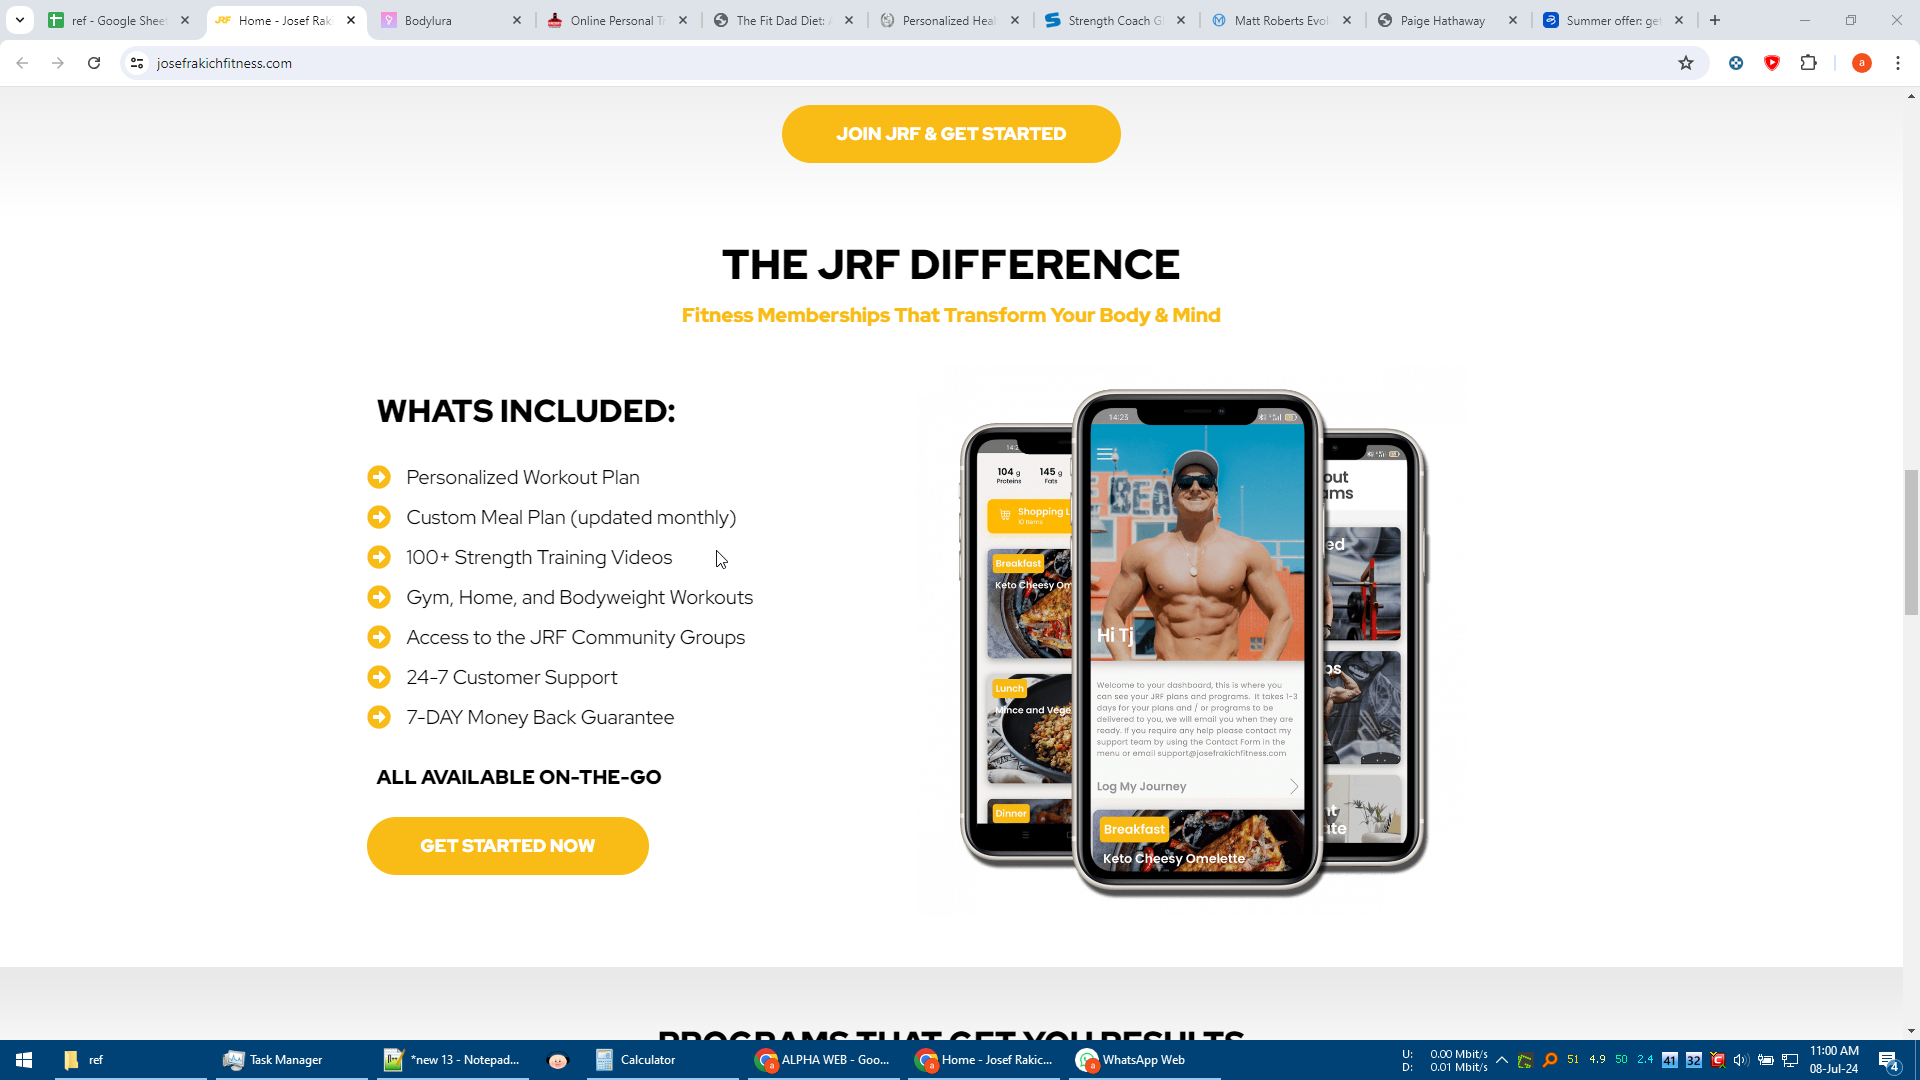 ref - Google Sheet
JRF Home - Josef Raki
Bodylura
Online Personal Tr
The Fit Dad Diet:
Personalized Heal
Strength Coach Gl
Matt Roberts Evol
Paige Hathaway
Summer offer: get
josefrakichfitness.com
a
JOIN JRF & GET STARTED
THE JRF DIFFERENCE
Fitness Memberships That Transform Your Body & Mind
WHATS INCLUDED:
Personalized Workout Plan
Custom Meal Plan (updated monthly)
100+ Strength Training Videos
Gym, Home, and Bodyweight Workouts
Access to the JRF Community Groups
24-7 Customer Support
7-DAY Money Back Guarantee
ALL AVAILABLE ON-THE-GO
GET STARTED NOW
104 g
Proteins
145 g
Fats
Shopping L
10 Items
Breakfast
Keto Cheesy Om
Lunch
Mince and Vege
Dinner
14:23
Hi Tj
Welcome to your dashboard, this is where you
can see your JRF plans and programs. It takes 1-3
days for your plans and / or programs to be
delivered to you, we will email you when they are
ready. If you require any help please contact my
support team by using the Contact Form in the
menu or email support@josefrakichfitness.com
Log My Journey
Breakfast
Keto Cheesy Omelette
out
ams
ed
ps
nt
ate
PROGRAMS THAT GET YOU RESULTS
ref
Task Manager
*new 13 - Notepad...
Calculator
ALPHA WEB - Goo...
Home - Josef Rakic...
WhatsApp Web
U: 0.00 Mbit/s
D: 0.01 Mbit/s
51 4.9 50 2.4 41 32
11:00 AM
08-Jul-24
4